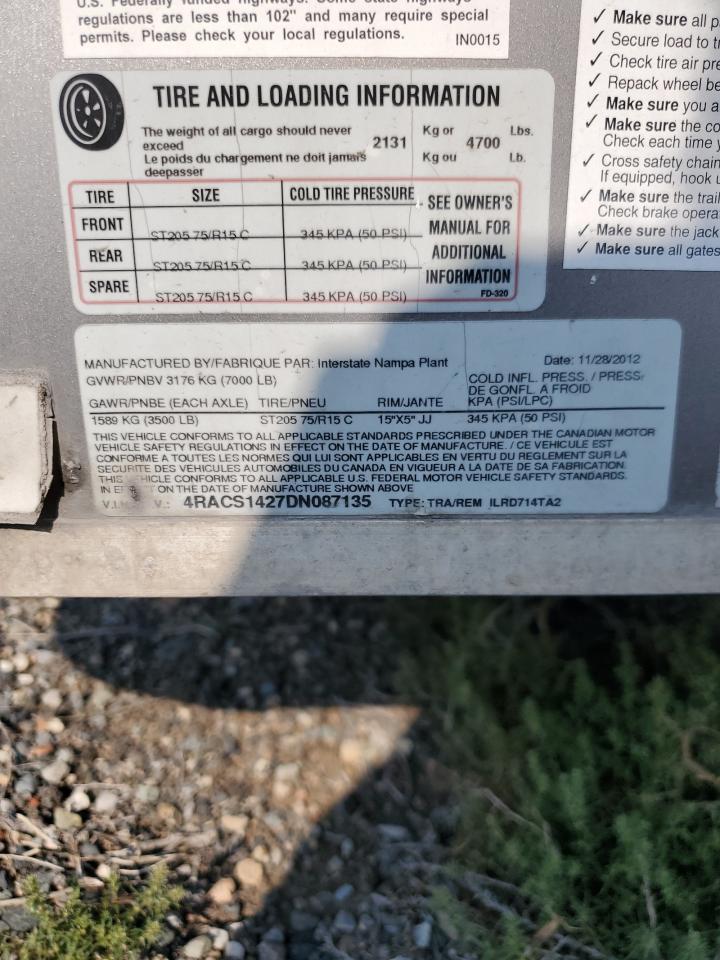 U.S. Federally funded highways. Some state highways
regulations are less than 102" and many require special
permits. Please check your local regulations.
IN0015
TIRE AND LOADING INFORMATION
The weight of all cargo should never
exceed
Le poids du chargement ne doit jamais
deepasser
2131 Kg or 4700 Lbs.
Kg ou Lb.
TIRE SIZE COLD TIRE PRESSURE
FRONT ST205 75/R15 C 345 KPA (50 PSI)
REAR ST205 75/R15 C 345 KPA (50 PSI)
SPARE ST205 75/R15 C 345 KPA (50 PSI)
SEE OWNER'S
MANUAL FOR
ADDITIONAL
INFORMATION
FD-320
MANUFACTURED BY/FABRIQUE PAR: Interstate Nampa Plant Date: 11/28/2012
GVWR/PNBV 3176 KG (7000 LB)
COLD INFL. PRESS. / PRESS.
DE GONFL. A FROID
GAWR/PNBE (EACH AXLE) TIRE/PNEU RIM/JANTE KPA (PSI/LPC)
1589 KG (3500 LB) ST205 75/R15 C 15"X5" JJ 345 KPA (50 PSI)
THIS VEHICLE CONFORMS TO ALL APPLICABLE STANDARDS PRESCRIBED UNDER THE CANADIAN MOTOR
VEHICLE SAFETY REGULATIONS IN EFFECT ON THE DATE OF MANUFACTURE. / CE VEHICULE EST
CONFORME A TOUTES LES NORMES QUI LUI SONT APPLICABLES EN VERTU DU REGLEMENT SUR LA
SECURITE DES VEHICULES AUTOMOBILES DU CANADA EN VIGUEUR A LA DATE DE SA FABRICATION.
THIS VEHICLE CONFORMS TO ALL APPLICABLE U.S. FEDERAL MOTOR VEHICLE SAFETY STANDARDS.
IN ON THE DATE OF MANUFACTURE SHOWN ABOVE
V.I.N. V.: 4RACS1427DN087135 TYPE: TRA/REM ILRD714TA2
✓ Make sure all
✓ Secure load to
✓ Check tire air
✓ Repack wheel
✓ Make sure you
✓ Make sure the
Check each time
✓ Cross safety chain
If equipped, hook
✓ Make sure the
Check brake
✓ Make sure the jack
✓ Make sure all gates